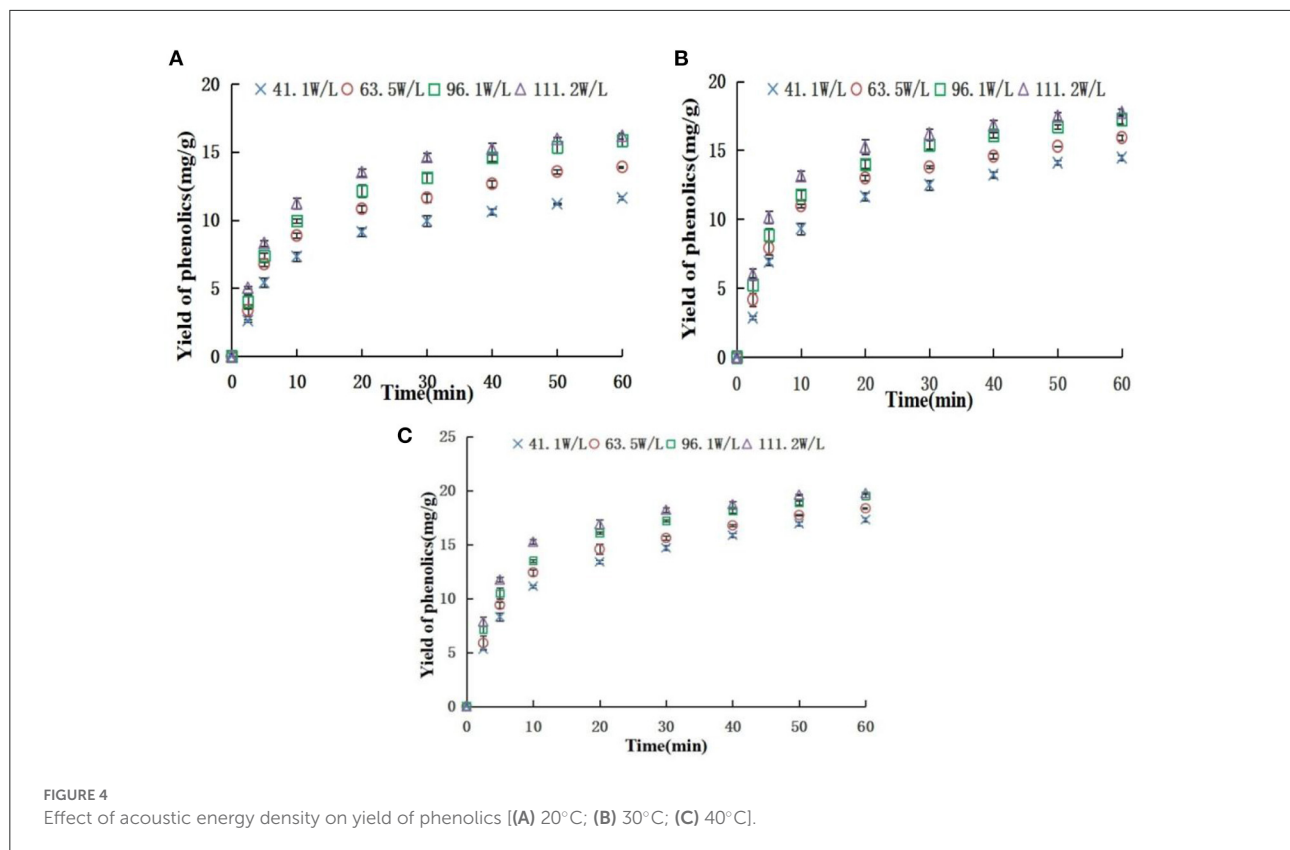 A
× 41.1W/L ○ 63.5W/L □ 96.1W/L △ 111.2W/L
Yield of phenolics(mg/g)
20
15
10
5
0
0 10 20 30 40 50 60
Time(min)
B
× 41.1W/L ○ 63.5W/L □ 96.1W/L △ 111.2W/L
Yield of phenolics(mg/g)
20
15
10
5
0
0 10 20 30 40 50 60
Time(min)
C
× 41.1W/L ○ 63.5W/L □ 96.1W/L △ 111.2W/L
Yield of phenolics(mg/g)
25
20
15
10
5
0
0 10 20 30 40 50 60
Time(min)
FIGURE 4
Effect of acoustic energy density on yield of phenolics [(A) 20°C; (B) 30°C; (C) 40°C].